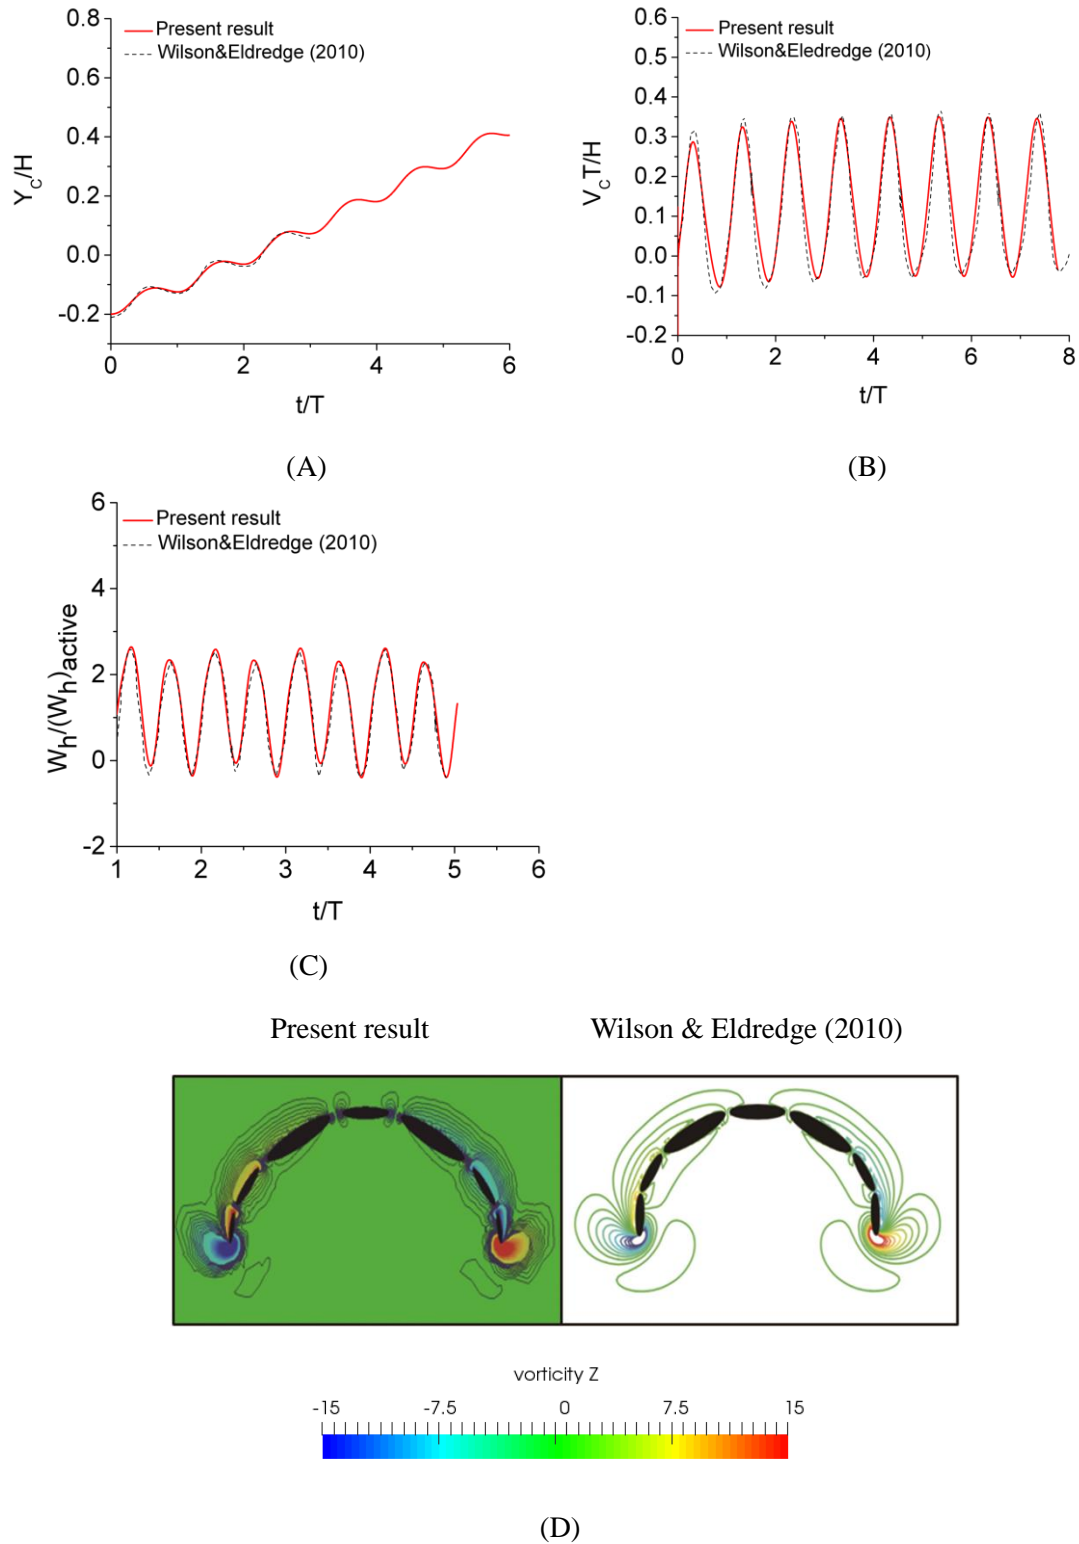 Present result
Wilson&Eldredge (2010)
0.8
0.6
0.4
0.2
0.0
-0.2
Y_c/H
0 2 4 6
t/T
(A)
Present result
Wilson&Eledredge (2010)
0.6
0.5
0.4
0.3
0.2
0.1
0.0
-0.1
-0.2
V_cT/H
0 2 4 6 8
t/T
(B)
Present result
Wilson&Eldredge (2010)
6
4
2
0
-2
W_h/(W_h)_active
1 2 3 4 5 6
t/T
(C)
Present result Wilson & Eldredge (2010)
vorticity Z
-15 -7.5 0 7.5 15
(D)